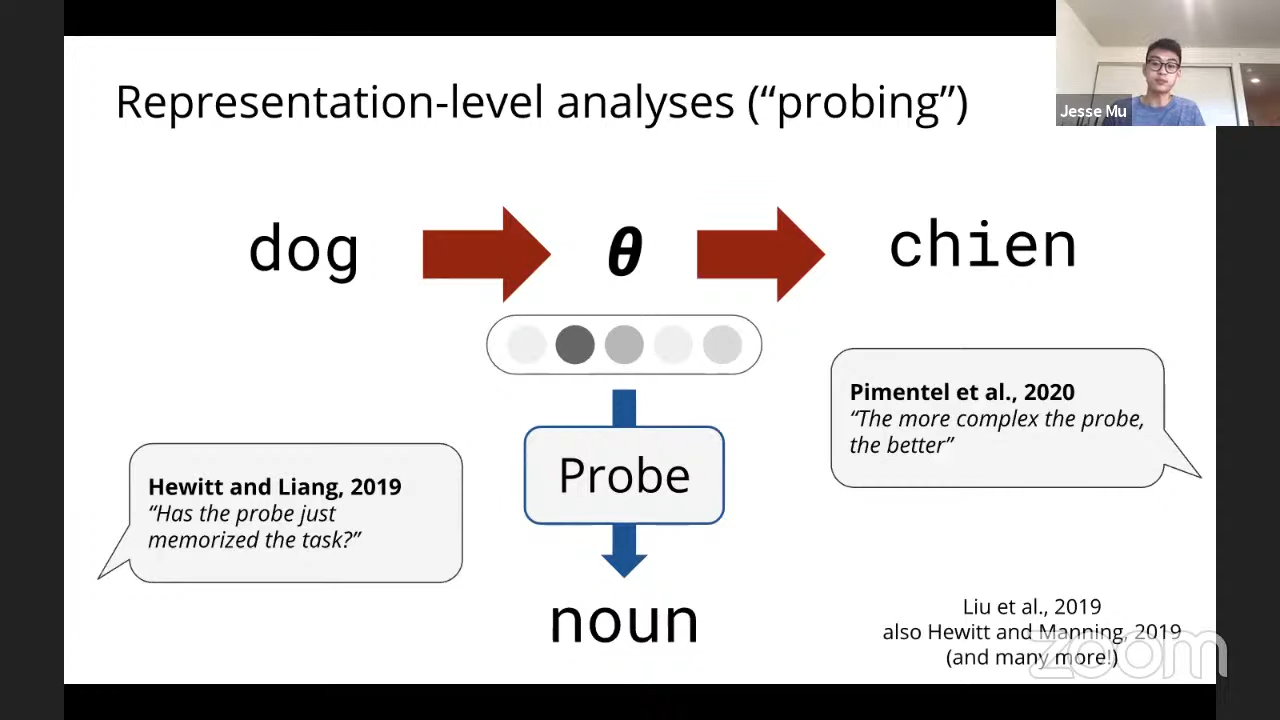 Representation-level analyses (“probing”)
Jesse Mu
dog
θ
chien
Pimentel et al., 2020
“The more complex the probe,
the better”
Probe
Hewitt and Liang, 2019
“Has the probe just
memorized the task?”
noun
Liu et al., 2019
also Hewitt and Manning, 2019
(and many more!)
zoom